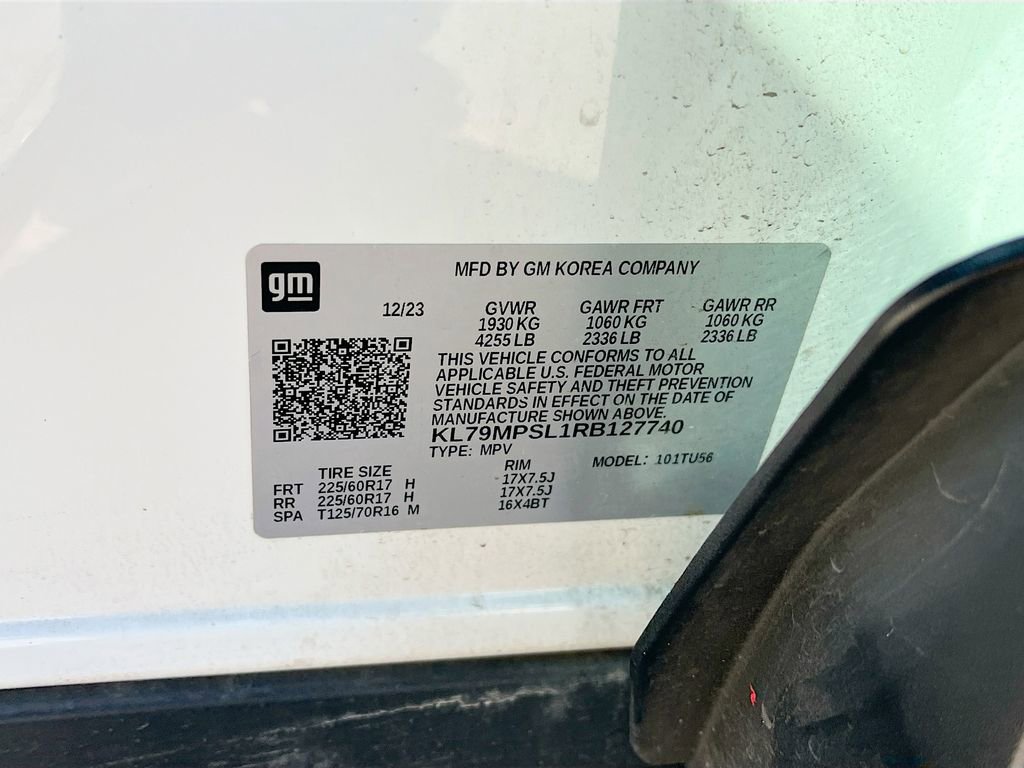 gm
MFD BY GM KOREA COMPANY
12/23 GVWR GAWR FRT GAWR RR
1930 KG 1060 KG 1060 KG
4255 LB 2336 LB 2336 LB
THIS VEHICLE CONFORMS TO ALL
APPLICABLE U.S. FEDERAL MOTOR
VEHICLE SAFETY AND THEFT PREVENTION
STANDARDS IN EFFECT ON THE DATE OF
MANUFACTURE SHOWN ABOVE.
KL79MPSL1RB127740
TYPE: MPV MODEL: 101TU56
TIRE SIZE RIM
FRT 225/60R17 H 17X7.5J
RR 225/60R17 H 17X7.5J
SPA T125/70R16 M 16X4BT